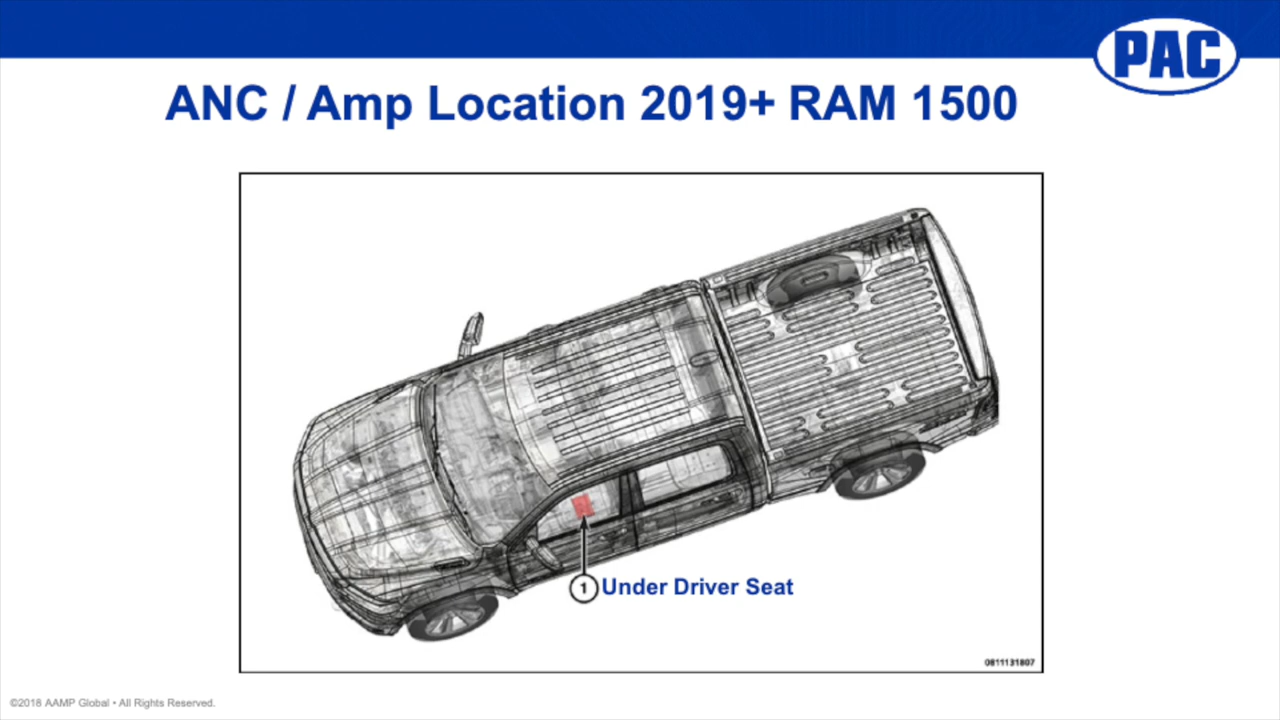 PAC
ANC / Amp Location 2019+ RAM 1500
1 Under Driver Seat
0811131807
©2018 AAMP Global • All Rights Reserved.